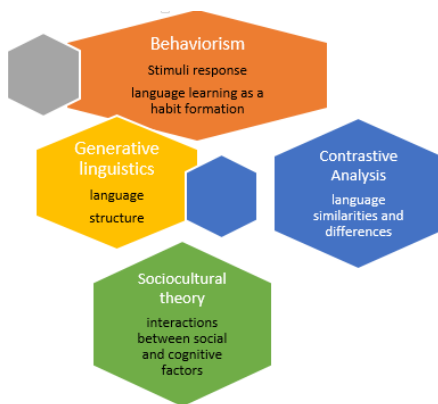 Behaviorism
Stimuli response
language learning as a
habit formation
Generative
linguistics
language
structure
Contrastive
Analysis
language
similarities and
differences
Sociocultural
theory
interactions
between social
and cognitive
factors